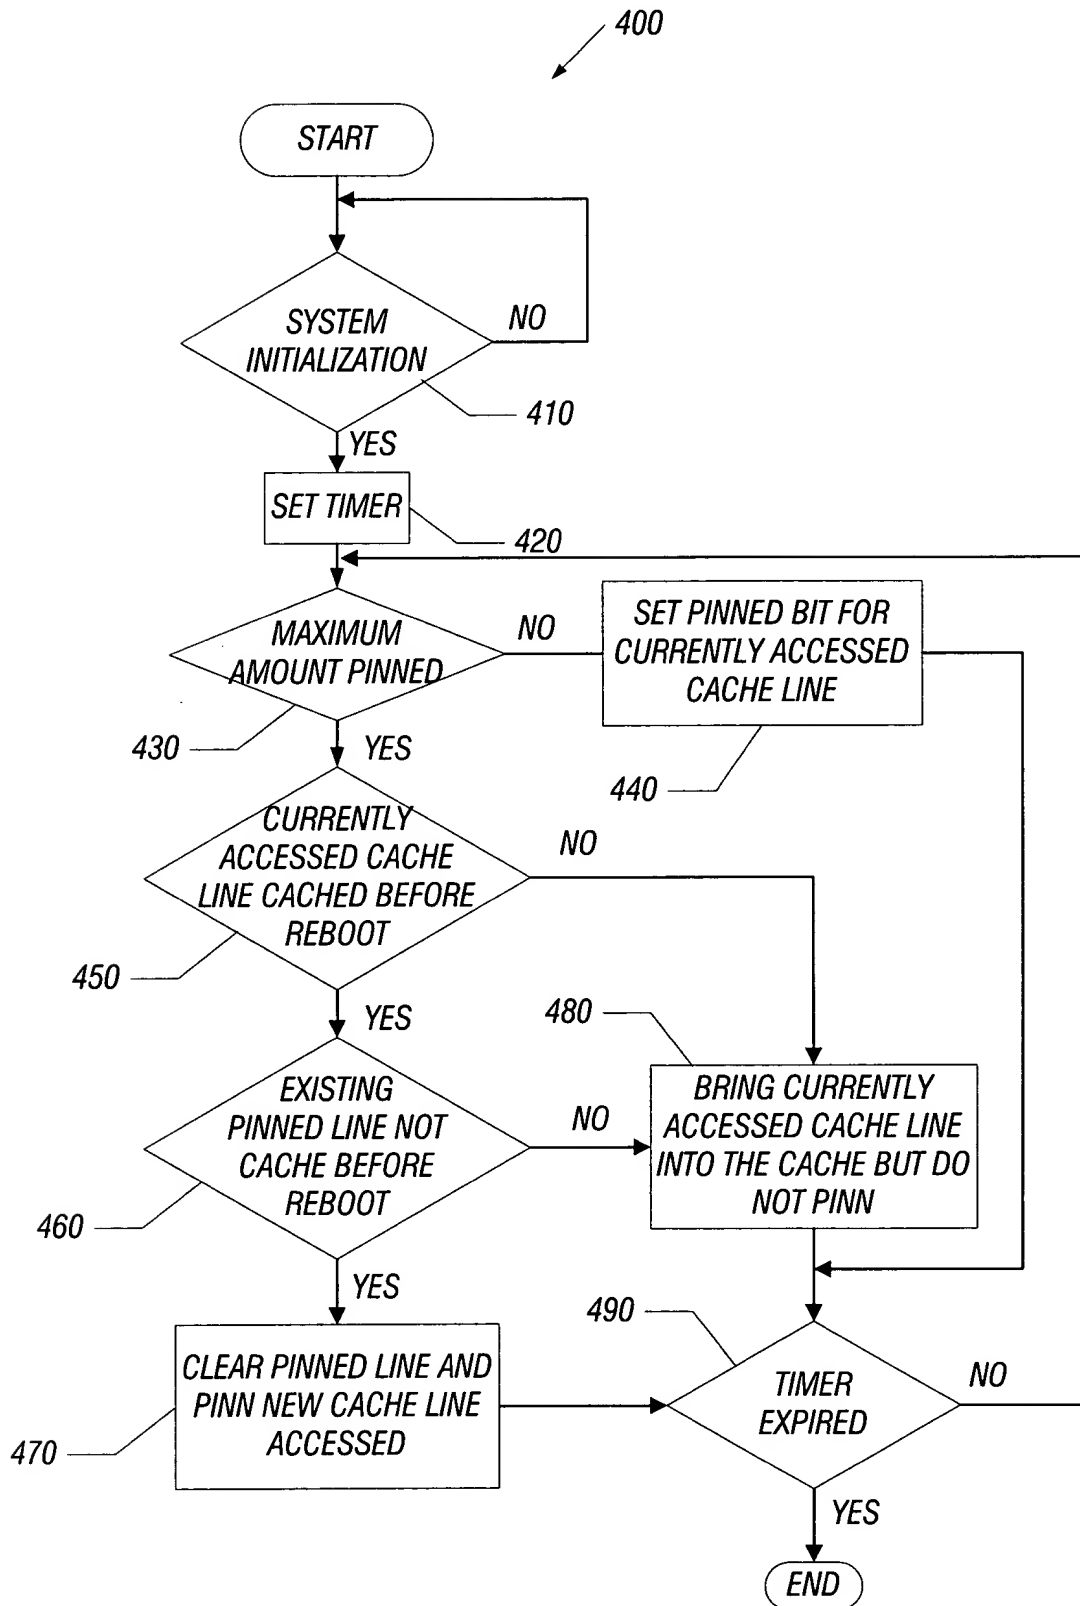 400
START
SYSTEM
INITIALIZATION
NO
410
YES
SET TIMER
420
MAXIMUM
AMOUNT PINNED
NO
430
YES
SET PINNED BIT FOR
CURRENTLY ACCESSED
CACHE LINE
440
CURRENTLY
ACCESSED CACHE
LINE CACHED BEFORE
REBOOT
NO
450
YES
EXISTING
PINNED LINE NOT
CACHE BEFORE
REBOOT
NO
460
YES
480
BRING CURRENTLY
ACCESSED CACHE LINE
INTO THE CACHE BUT DO
NOT PINN
CLEAR PINNED LINE AND
PINN NEW CACHE LINE
ACCESSED
470
490
TIMER
EXPIRED
NO
YES
END